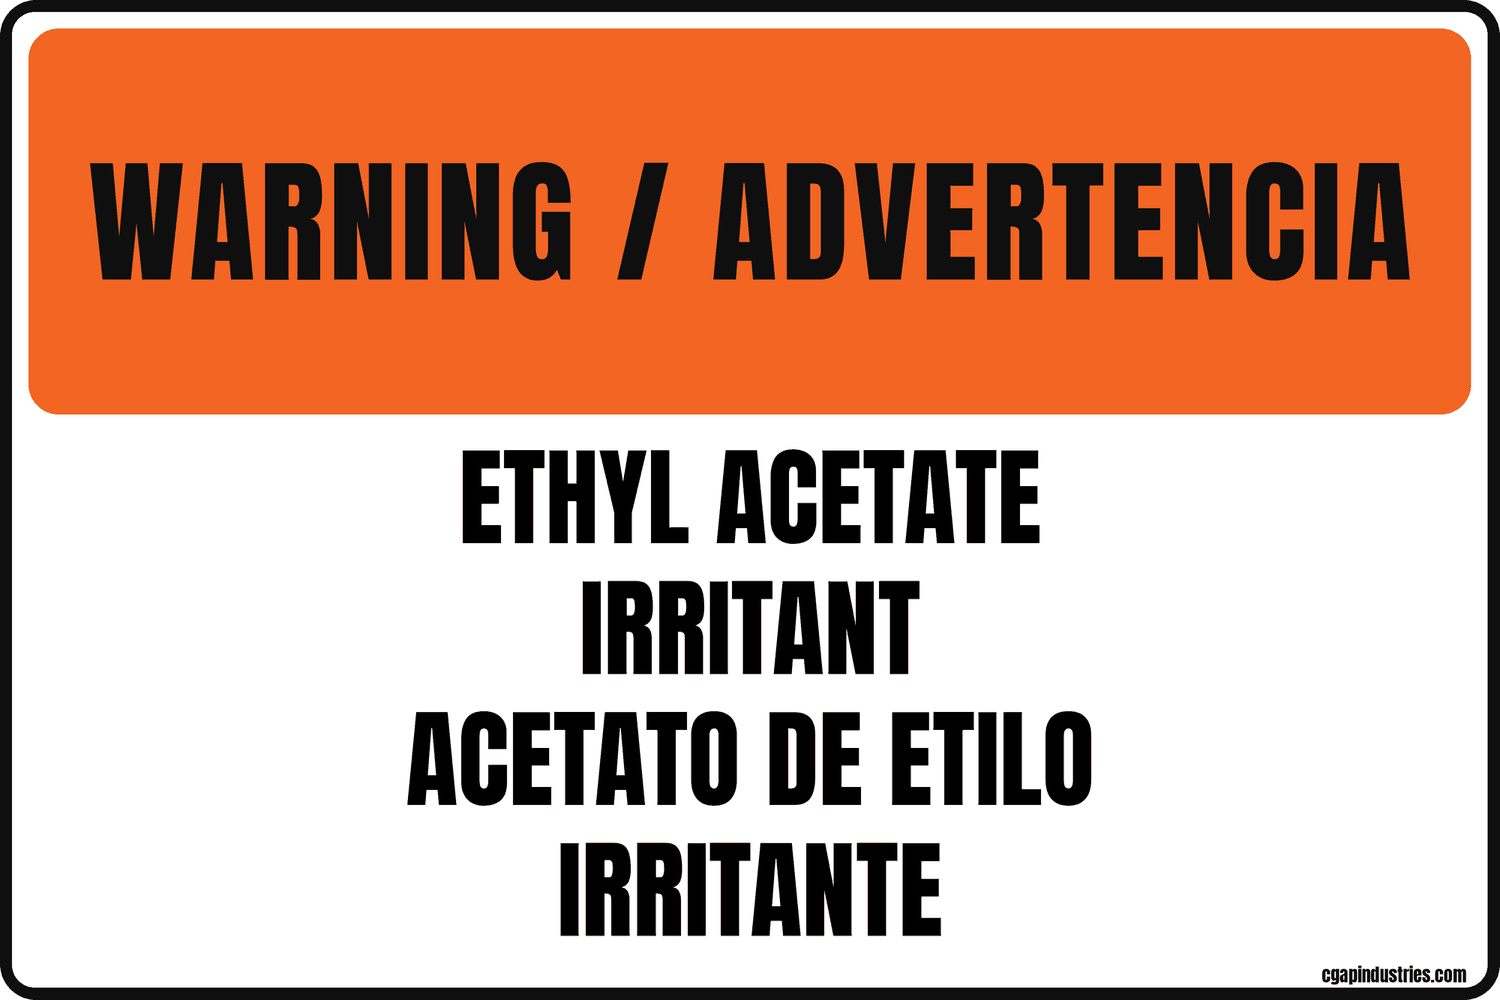 WARNING / ADVERTENCIA
ETHYL ACETATE
IRRITANT
ACETATO DE ETILO
IRRITANTE
cgapindustries.com